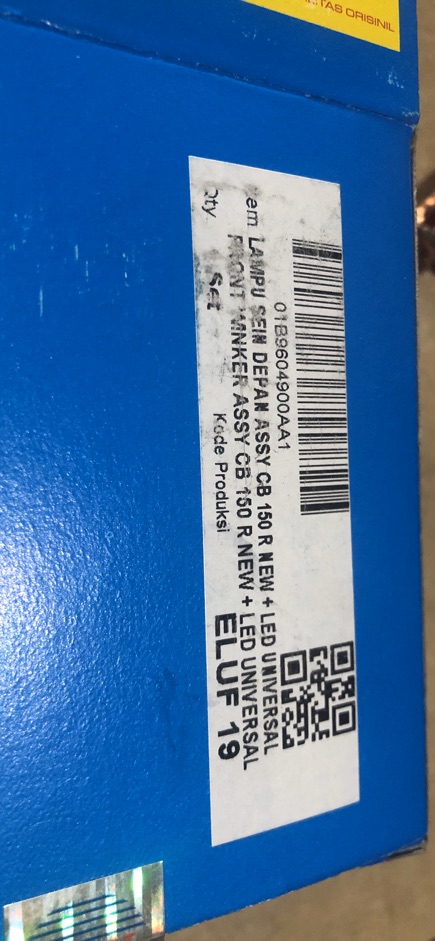 TAS ORISINIL
01B9604900AA1
em LAMPU SEIN DEPAN ASSY CB 150 R NEW + LED UNIVERSAL
FRONT WINKER ASSY CB 150 R NEW + LED UNIVERSAL
Qty. 1 Set Kode Produksi ELUF 19